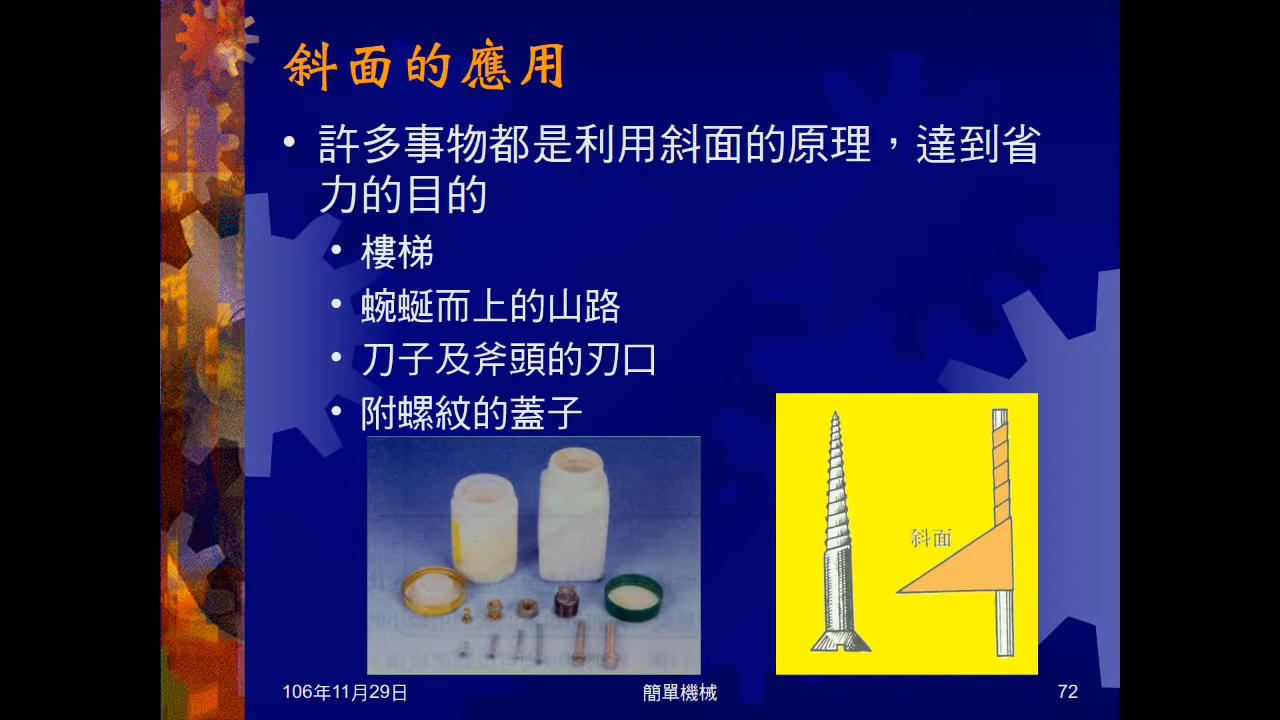 斜面的應用
• 許多事物都是利用斜面的原理，達到省
力的目的
• 樓梯
• 蜿蜒而上的山路
• 刀子及斧頭的刃口
• 附螺紋的蓋子
斜面
106年11月29日
簡單機械
72